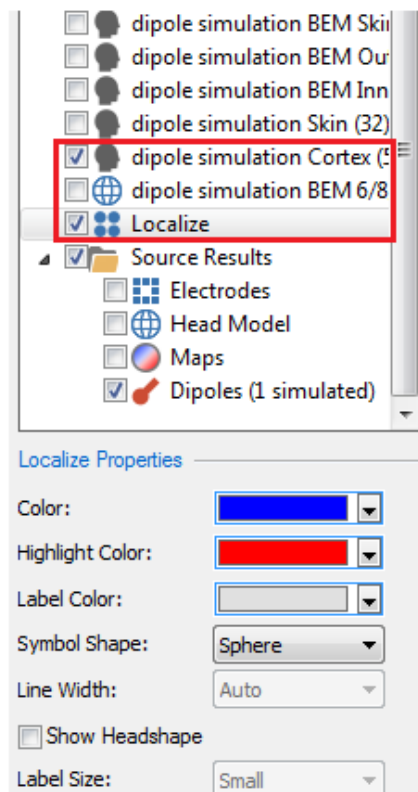 dipole simulation BEM Skin
dipole simulation BEM Ou
dipole simulation BEM Inn
dipole simulation Skin (32)
dipole simulation Cortex (5
dipole simulation BEM 6/8
Localize
Source Results
Electrodes
Head Model
Maps
Dipoles (1 simulated)
Localize Properties
Color:
Highlight Color:
Label Color:
Symbol Shape: Sphere
Line Width: Auto
Show Headshape
Label Size: Small